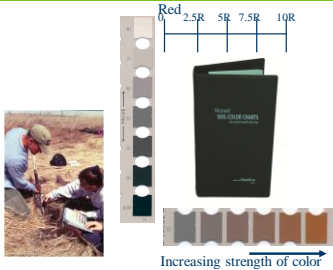 Red
0 2.5R 5R 7.5R 10R
Munsell
SOIL-COLOR CHARTS
Increasing strength of color